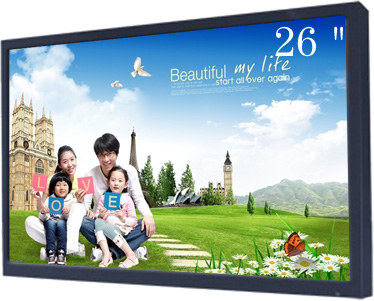 26 "
Beautiful my life
start all over again
L O V E